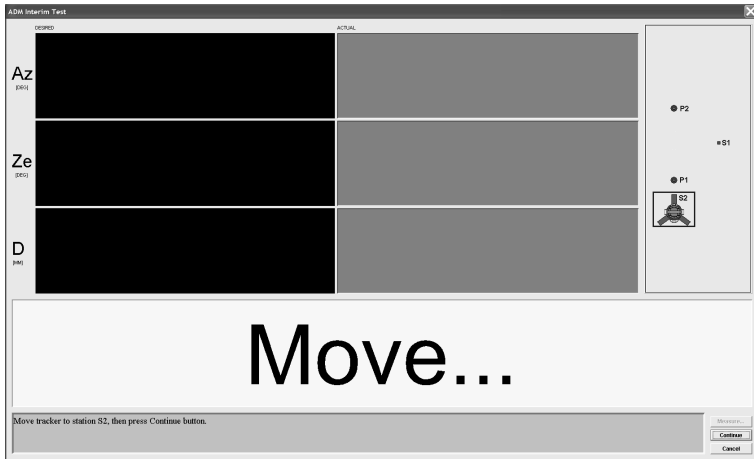 ADM Interim Test
DESIRED
ACTUAL
Az
[DEG]
Ze
[DEG]
D
[MM]
P2
S1
P1
S2
Move...
Move tracker to station S2, then press Continue button.
Measure...
Continue
Cancel